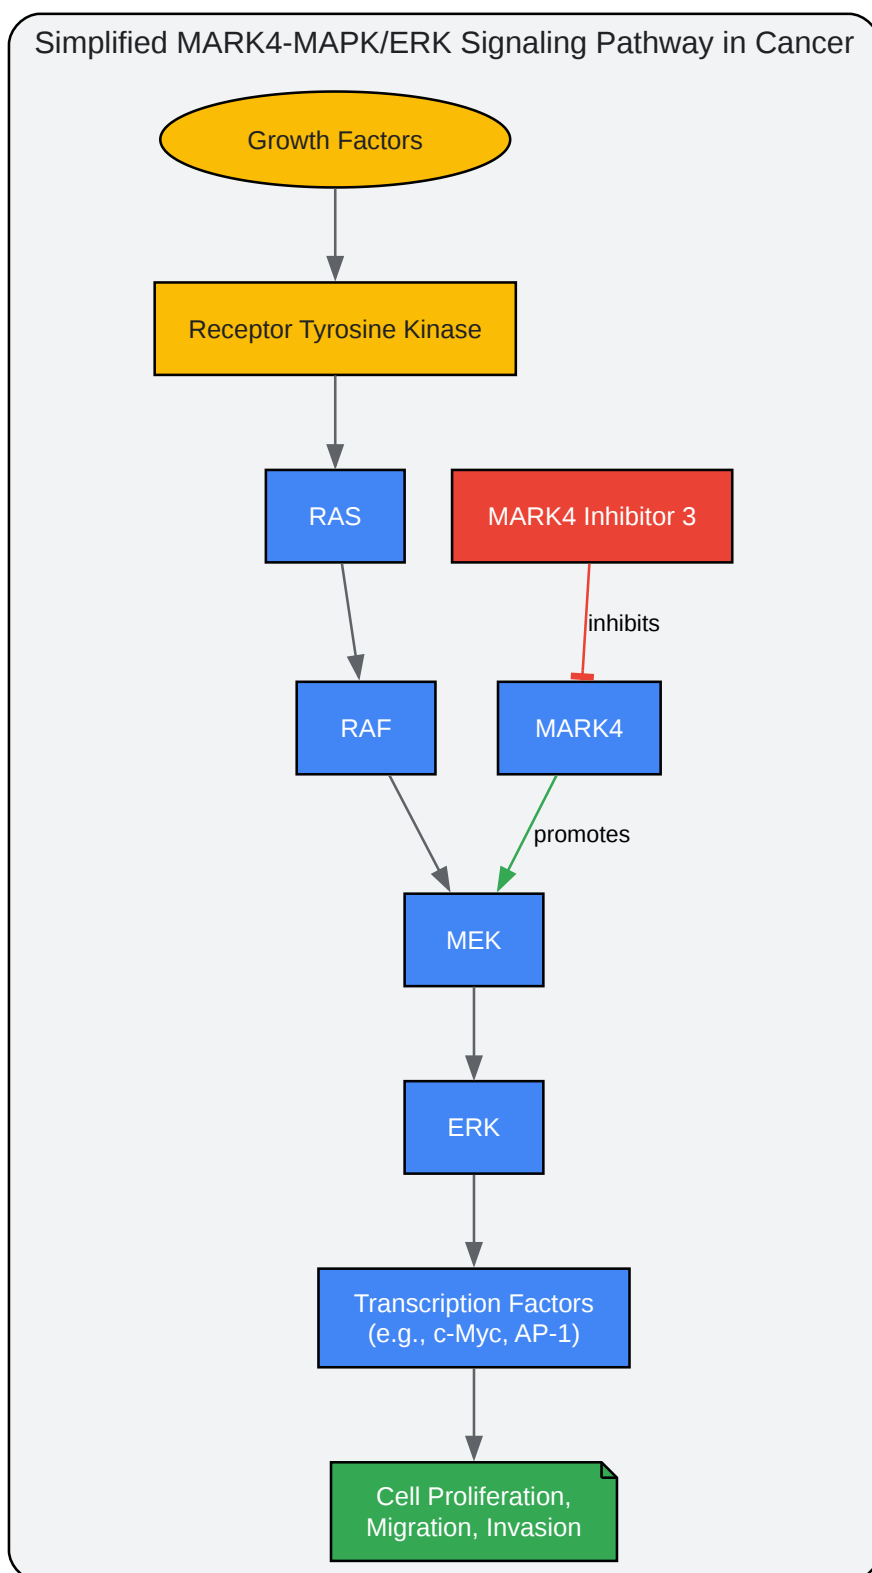 Simplified MARK4-MAPK/ERK Signaling Pathway in Cancer
Growth Factors
Receptor Tyrosine Kinase
RAS
MARK4 Inhibitor 3
inhibits
RAF
MARK4
promotes
MEK
ERK
Transcription Factors
(e.g., c-Myc, AP-1)
Cell Proliferation,
Migration, Invasion